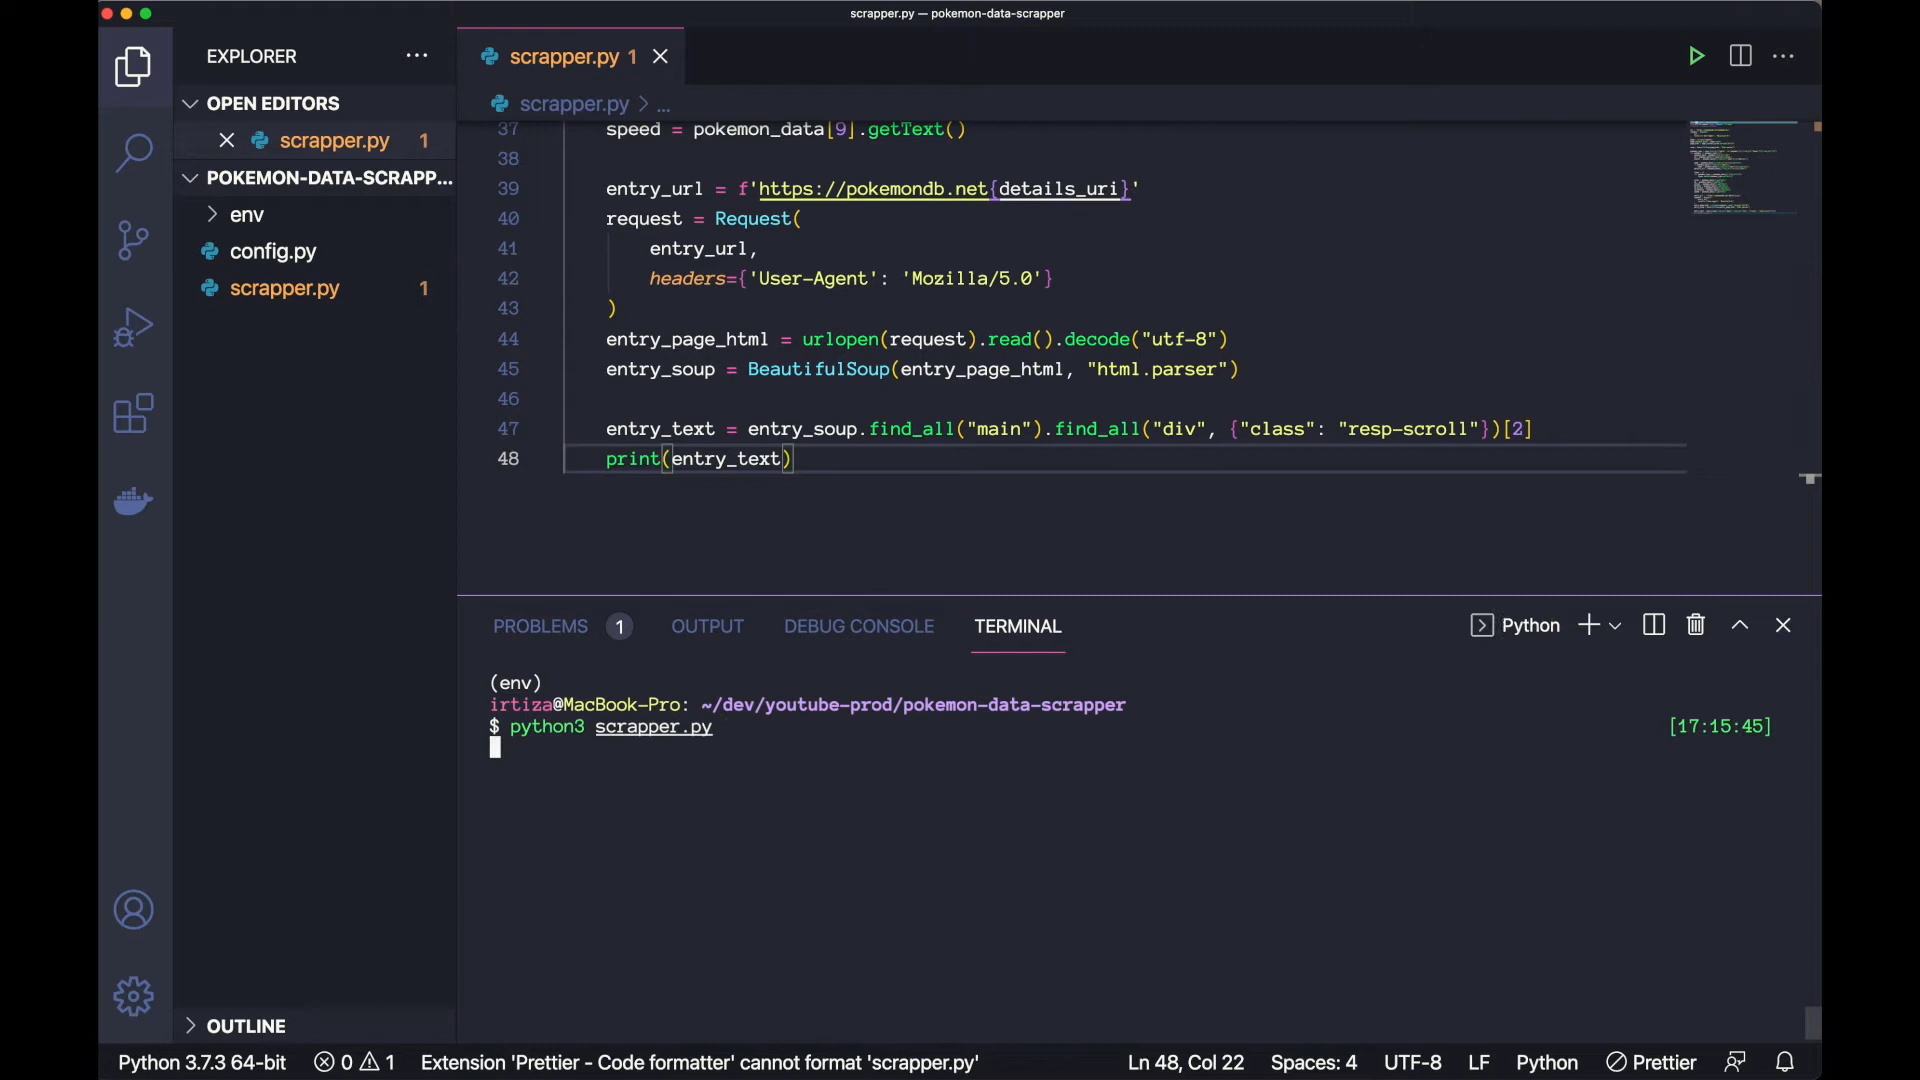 scrapper.py — pokemon-data-scrapper
EXPLORER
OPEN EDITORS
scrapper.py 1
POKEMON-DATA-SCRAPP...
env
config.py
scrapper.py 1
OUTLINE
scrapper.py 1
scrapper.py > ...
37 speed = pokemon_data[9].getText()
38
39 entry_url = f'https://pokemondb.net{details_uri}'
40 request = Request(
41 entry_url,
42 headers={'User-Agent': 'Mozilla/5.0'}
43 )
44 entry_page_html = urlopen(request).read().decode("utf-8")
45 entry_soup = BeautifulSoup(entry_page_html, "html.parser")
46
47 entry_text = entry_soup.find_all("main").find_all("div", {"class": "resp-scroll"})[2]
48 print(entry_text)
PROBLEMS 1 OUTPUT DEBUG CONSOLE TERMINAL Python
(env)
irtiza@MacBook-Pro: ~/dev/youtube-prod/pokemon-data-scrapper
$ python3 scrapper.py [17:15:45]
Python 3.7.3 64-bit 0 1 Extension 'Prettier - Code formatter' cannot format 'scrapper.py' Ln 48, Col 22 Spaces: 4 UTF-8 LF Python Prettier